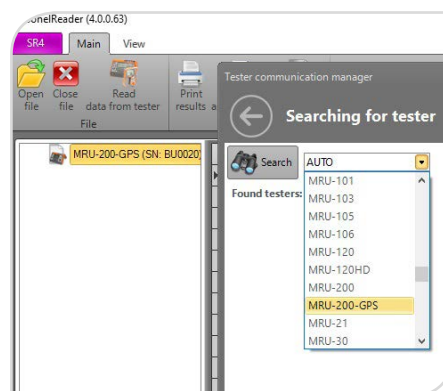 onelReader (4.0.0.63)
SR4 Main View
Open file
Close file
Read data from tester
Print results
File
MRU-200-GPS (SN: BU0020
Tester communication manager
Searching for tester
Search AUTO
Found testers:
MRU-101
MRU-103
MRU-105
MRU-106
MRU-120
MRU-120HD
MRU-200
MRU-200-GPS
MRU-21
MRU-30